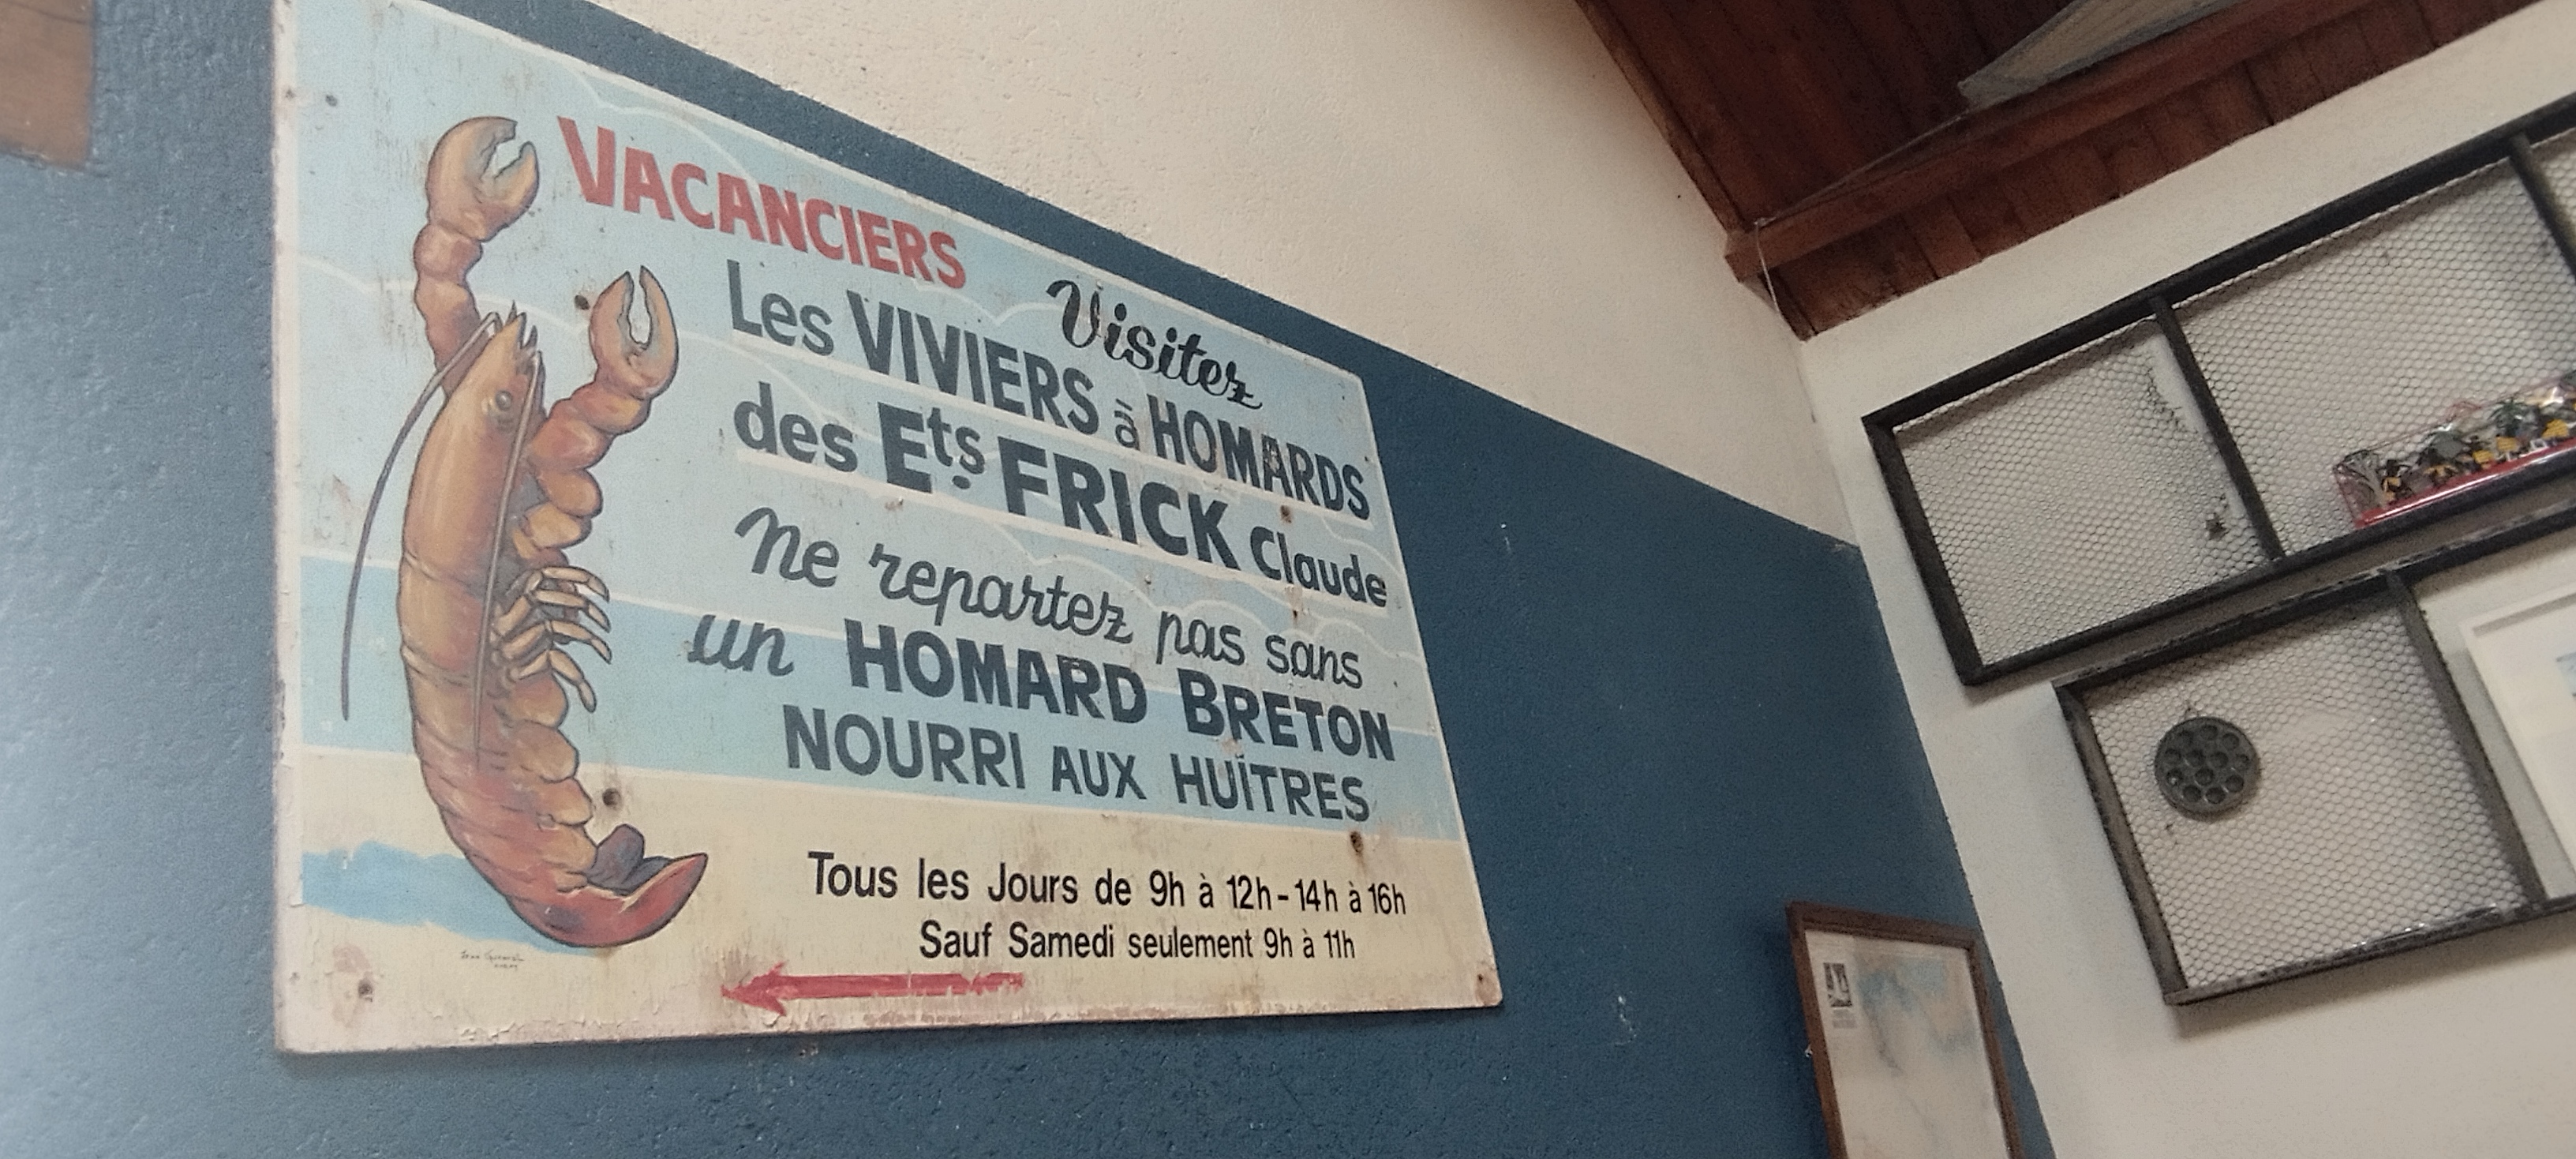 VACANCIERS
Visitez
Les VIVIERS à HOMARDS
des Ets FRICK Claude
Ne repartez pas sans
un HOMARD BRETON
NOURRI AUX HUÎTRES
Tous les Jours de 9h à 12h - 14h à 16h
Sauf Samedi seulement 9h à 11h